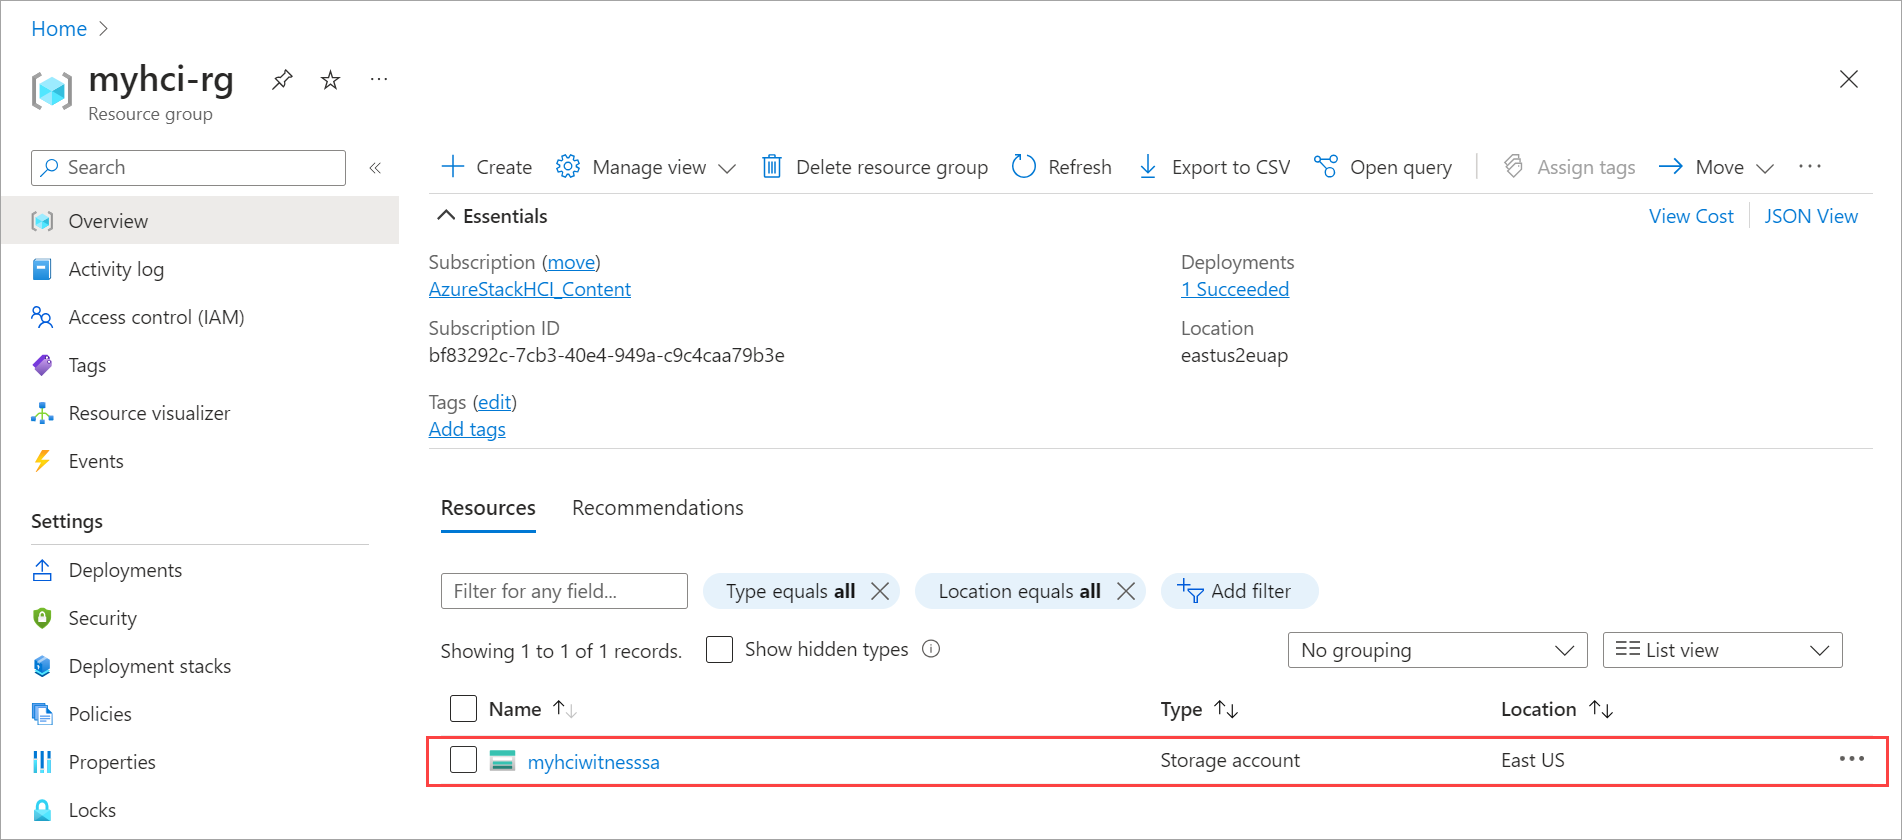 Home
myhci-rg
Resource group
Search
Create Manage view Delete resource group Refresh Export to CSV Open query Assign tags Move
Overview
Activity log
Access control (IAM)
Tags
Resource visualizer
Events
Settings
Deployments
Security
Deployment stacks
Policies
Properties
Locks
Essentials
View Cost JSON View
Subscription (move)
AzureStackHCI_Content
Subscription ID
bf83292c-7cb3-40e4-949a-c9c4caa79b3e
Deployments
1 Succeeded
Location
eastus2euap
Tags (edit)
Add tags
Resources Recommendations
Filter for any field... Type equals all Location equals all Add filter
Showing 1 to 1 of 1 records. Show hidden types No grouping List view
Name Type Location
myhciwitnesssa Storage account East US